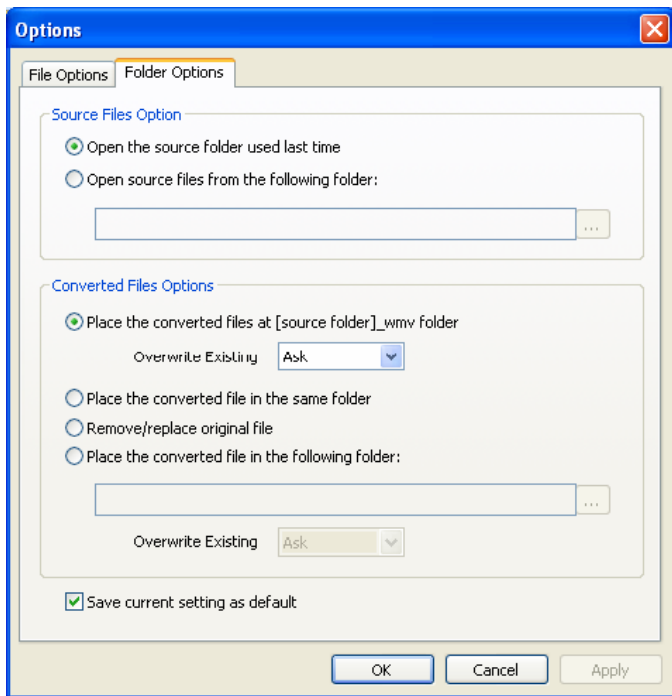 Options
File Options Folder Options
Source Files Option
Open the source folder used last time
Open source files from the following folder:
...
Converted Files Options
Place the converted files at [source folder]_wmv folder
Overwrite Existing Ask
Place the converted file in the same folder
Remove/replace original file
Place the converted file in the following folder:
...
Overwrite Existing Ask
Save current setting as default
OK Cancel Apply